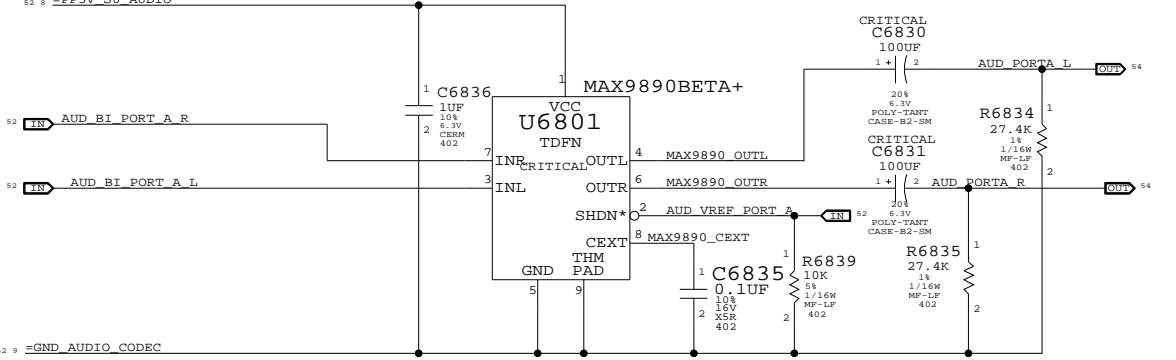 52 8 =PP5V_S0_AUDIO
CRITICAL
C6830
100UF
1 + 2
AUD_PORTA_L
OUT 54
20%
6.3V
POLY-TANT
CASE-B2-SM
1
MAX9890BETA+
VCC
U6801
TDFN
CRITICAL
1
C6836
1UF
10%
6.3V
CERM
402
2
52 IN AUD_BI_PORT_A_R
7 INR
OUTL 4 MAX9890_OUTL
52 IN AUD_BI_PORT_A_L
3 INL
OUTR 6 MAX9890_OUTR
CRITICAL
C6831
100UF
1 + 2
AUD_PORTA_R
OUT 54
20%
6.3V
POLY-TANT
CASE-B2-SM
1
R6834
27.4K
1%
1/16W
MF-LF
402
2
SHDN* 2 AUD_VREF_PORT_A
IN 52
CEXT 8 MAX9890_CEXT
THM
GND PAD
5 9
1
C6835
0.1UF
10%
16V
X5R
402
2
1
R6839
10K
5%
1/16W
MF-LF
402
2
1
R6835
27.4K
1%
1/16W
MF-LF
402
2
52 9 =GND_AUDIO_CODEC